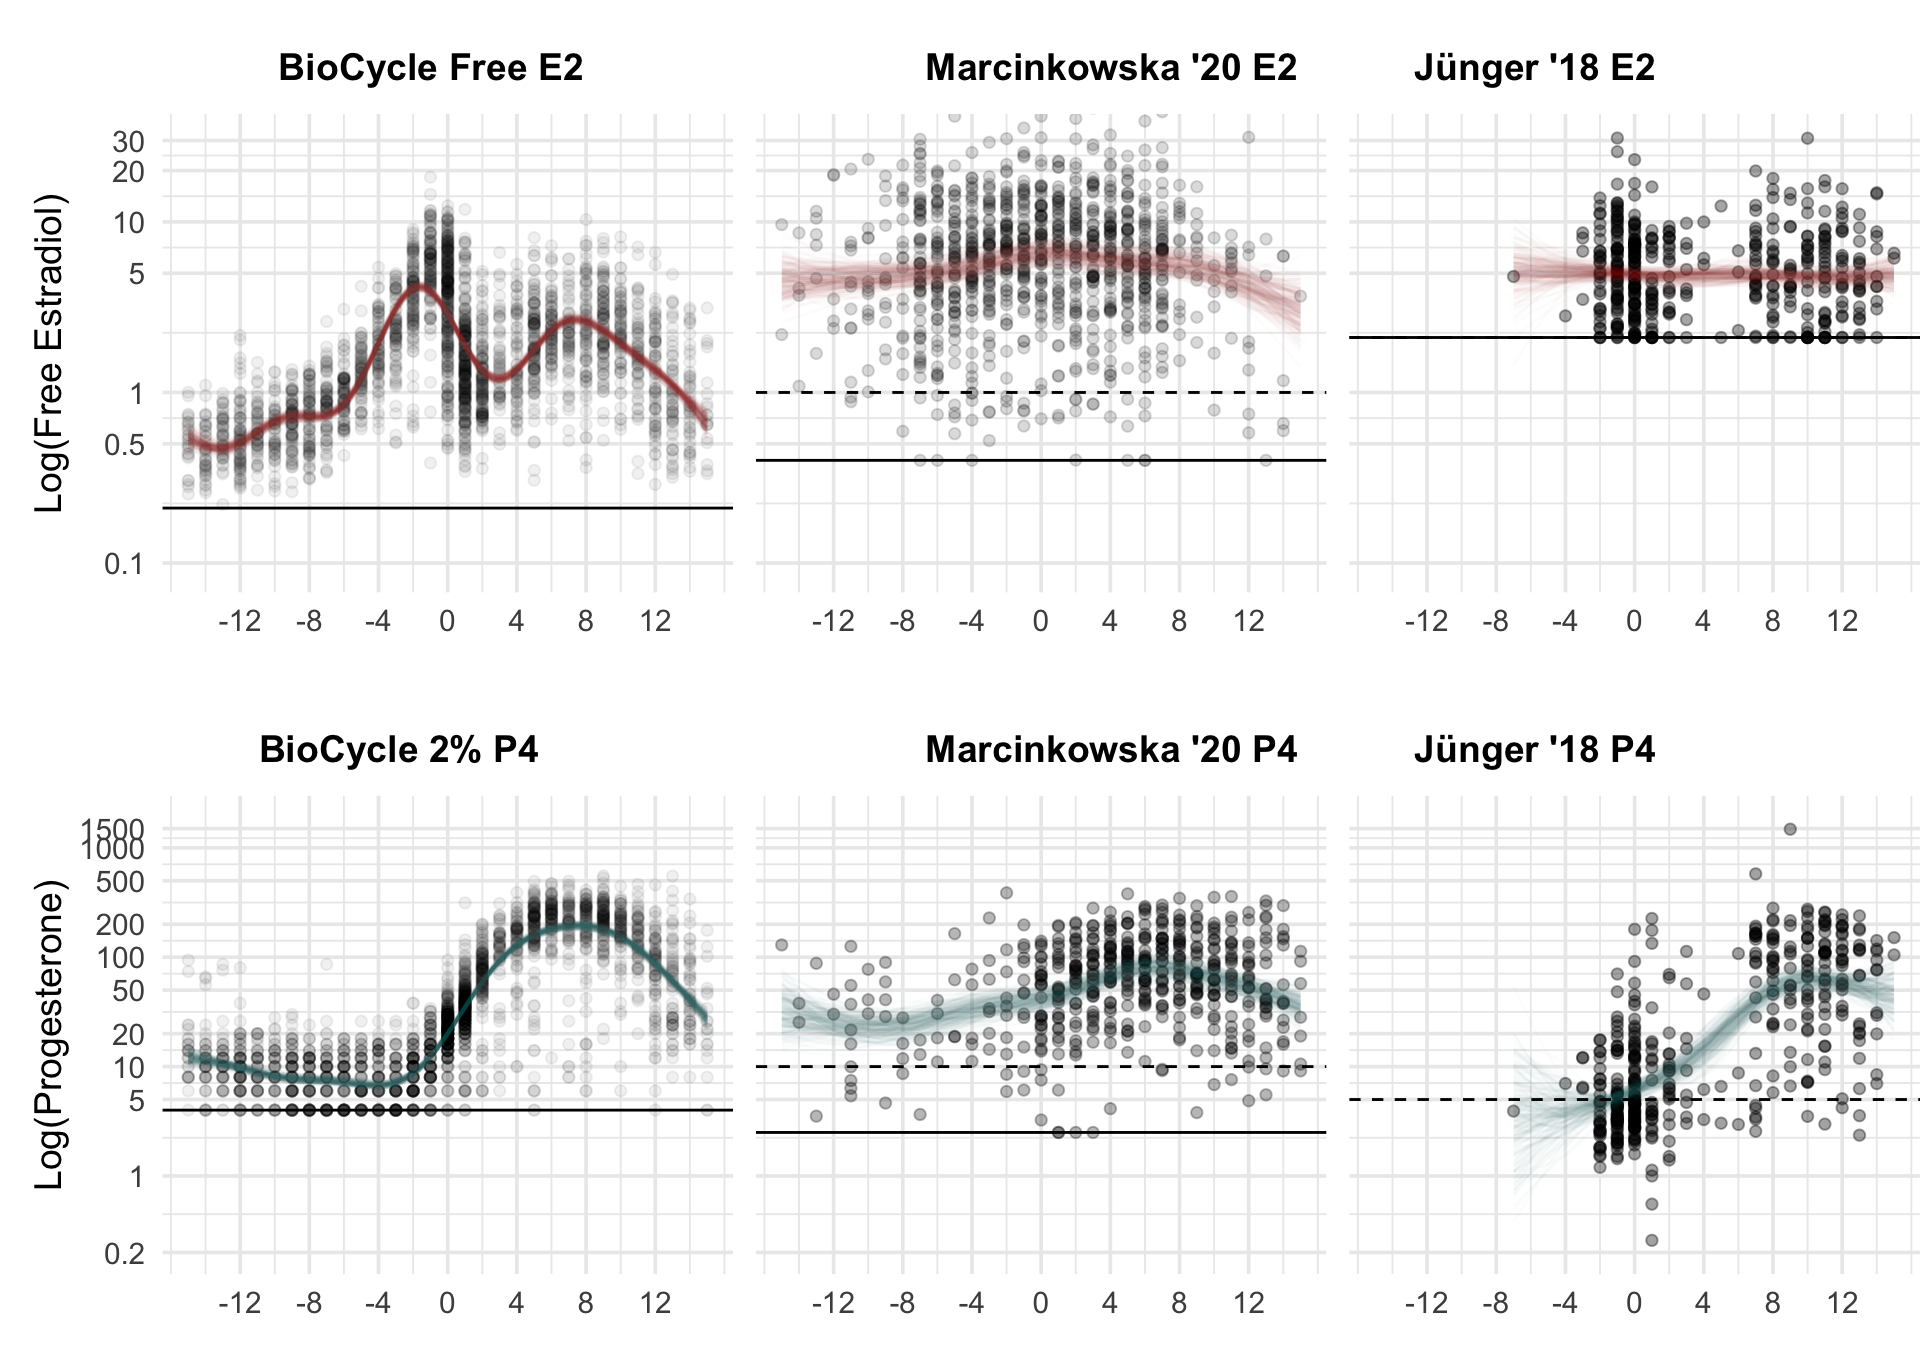 BioCycle Free E2
Marcinkowska '20 E2
Jünger '18 E2
Log(Free Estradiol)
30
20
10
5
1
0.5
0.1
-12 -8 -4 0 4 8 12
-12 -8 -4 0 4 8 12
-12 -8 -4 0 4 8 12
BioCycle 2% P4
Marcinkowska '20 P4
Jünger '18 P4
Log(Progesterone)
1500
1000
500
200
100
50
20
10
5
1
0.2
-12 -8 -4 0 4 8 12
-12 -8 -4 0 4 8 12
-12 -8 -4 0 4 8 12